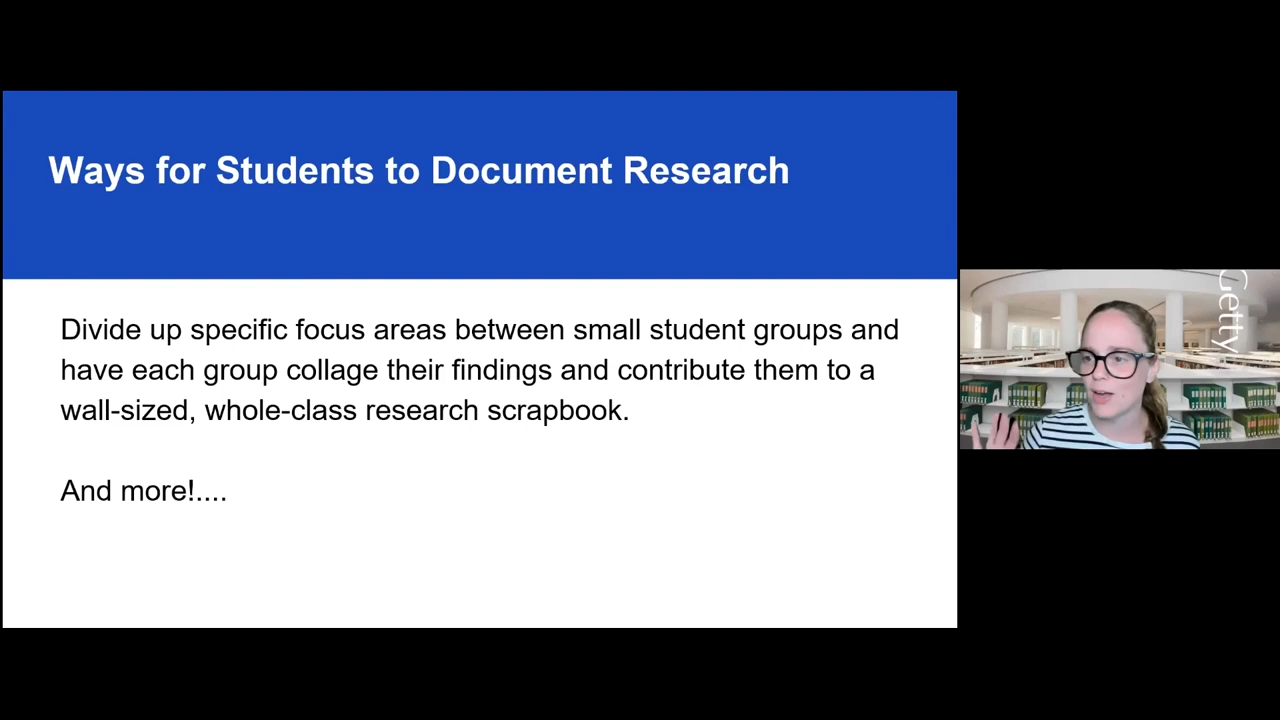 Ways for Students to Document Research
Divide up specific focus areas between small student groups and
have each group collage their findings and contribute them to a
wall-sized, whole-class research scrapbook.
And more!....
Getty